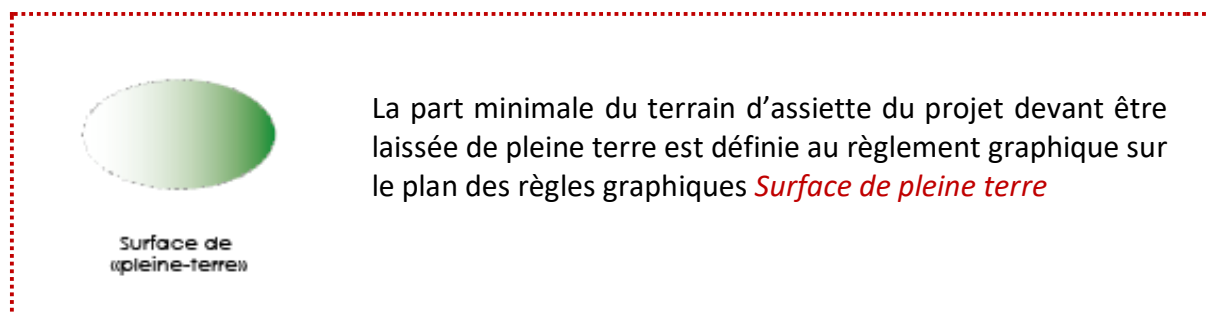 La part minimale du terrain d’assiette du projet devant être
laissée de pleine terre est définie au règlement graphique sur
le plan des règles graphiques Surface de pleine terre
Surface de
«pleine-terre»